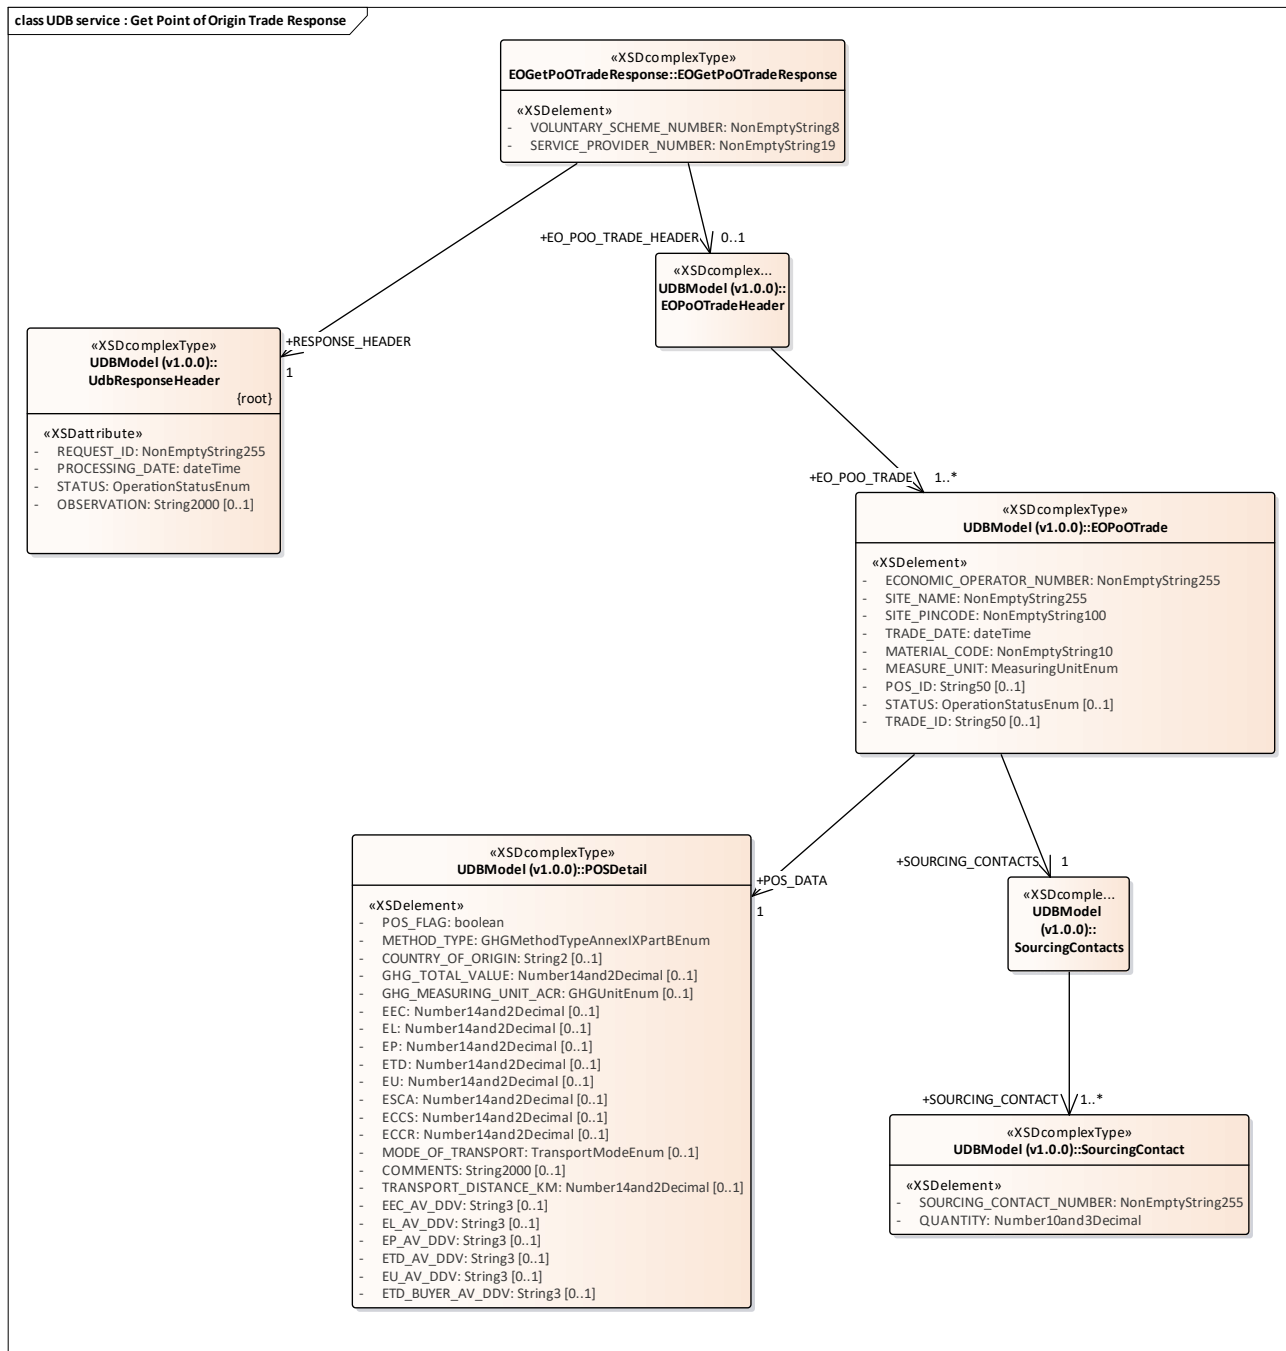 class UDB service : Get Point of Origin Trade Response
«XSDcomplexType»
EOGetPoOTradeResponse::EOGetPoOTradeResponse
«XSDelement»
- VOLUNTARY_SCHEME_NUMBER: NonEmptyString8
- SERVICE_PROVIDER_NUMBER: NonEmptyString19
+EO_POO_TRADE_HEADER 0..1
«XSDcomplex...
UDBModel (v1.0.0)::
EOPoOTradeHeader
+RESPONSE_HEADER
1
«XSDcomplexType»
UDBModel (v1.0.0)::
UdbResponseHeader
{root}
«XSDattribute»
- REQUEST_ID: NonEmptyString255
- PROCESSING_DATE: dateTime
- STATUS: OperationStatusEnum
- OBSERVATION: String2000 [0..1]
+EO_POO_TRADE 1..*
«XSDcomplexType»
UDBModel (v1.0.0)::EOPoOTrade
«XSDelement»
- ECONOMIC_OPERATOR_NUMBER: NonEmptyString255
- SITE_NAME: NonEmptyString255
- SITE_PINCODE: NonEmptyString100
- TRADE_DATE: dateTime
- MATERIAL_CODE: NonEmptyString10
- MEASURE_UNIT: MeasuringUnitEnum
- POS_ID: String50 [0..1]
- STATUS: OperationStatusEnum [0..1]
- TRADE_ID: String50 [0..1]
+POS_DATA
1
«XSDcomplexType»
UDBModel (v1.0.0)::POSDetail
«XSDelement»
- POS_FLAG: boolean
- METHOD_TYPE: GHGMethodTypeAnnexIXPartBEnum
- COUNTRY_OF_ORIGIN: String2 [0..1]
- GHG_TOTAL_VALUE: Number14and2Decimal [0..1]
- GHG_MEASURING_UNIT_ACR: GHGUnitEnum [0..1]
- EEC: Number14and2Decimal [0..1]
- EL: Number14and2Decimal [0..1]
- EP: Number14and2Decimal [0..1]
- ETD: Number14and2Decimal [0..1]
- EU: Number14and2Decimal [0..1]
- ESCA: Number14and2Decimal [0..1]
- ECCS: Number14and2Decimal [0..1]
- ECCR: Number14and2Decimal [0..1]
- MODE_OF_TRANSPORT: TransportModeEnum [0..1]
- COMMENTS: String2000 [0..1]
- TRANSPORT_DISTANCE_KM: Number14and2Decimal [0..1]
- EEC_AV_DDV: String3 [0..1]
- EL_AV_DDV: String3 [0..1]
- EP_AV_DDV: String3 [0..1]
- ETD_AV_DDV: String3 [0..1]
- EU_AV_DDV: String3 [0..1]
- ETD_BUYER_AV_DDV: String3 [0..1]
+SOURCING_CONTACTS 1
«XSDcomple...
UDBModel
(v1.0.0)::
SourcingContacts
+SOURCING_CONTACT 1..*
«XSDcomplexType»
UDBModel (v1.0.0)::SourcingContact
«XSDelement»
- SOURCING_CONTACT_NUMBER: NonEmptyString255
- QUANTITY: Number10and3Decimal